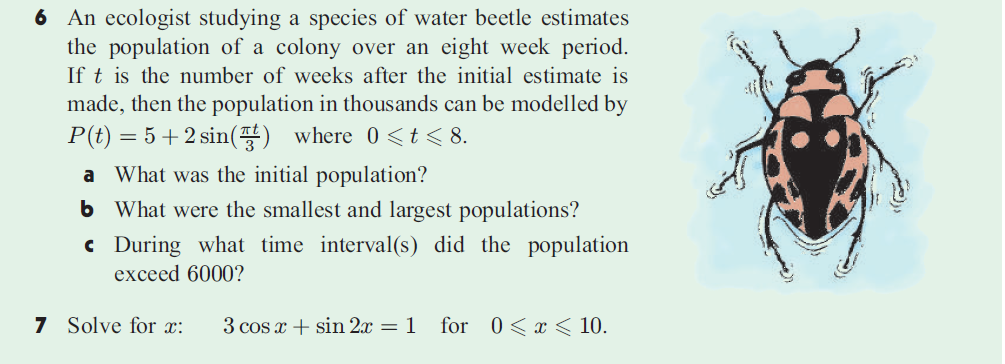 6 An ecologist studying a species of water beetle estimates
the population of a colony over an eight week period.
If t is the number of weeks after the initial estimate is
made, then the population in thousands can be modelled by
P(t) = 5 + 2 sin(πt/3) where 0 ⩽ t ⩽ 8.
a What was the initial population?
b What were the smallest and largest populations?
c During what time interval(s) did the population
exceed 6000?
7 Solve for x: 3 cos x + sin 2x = 1 for 0 ⩽ x ⩽ 10.